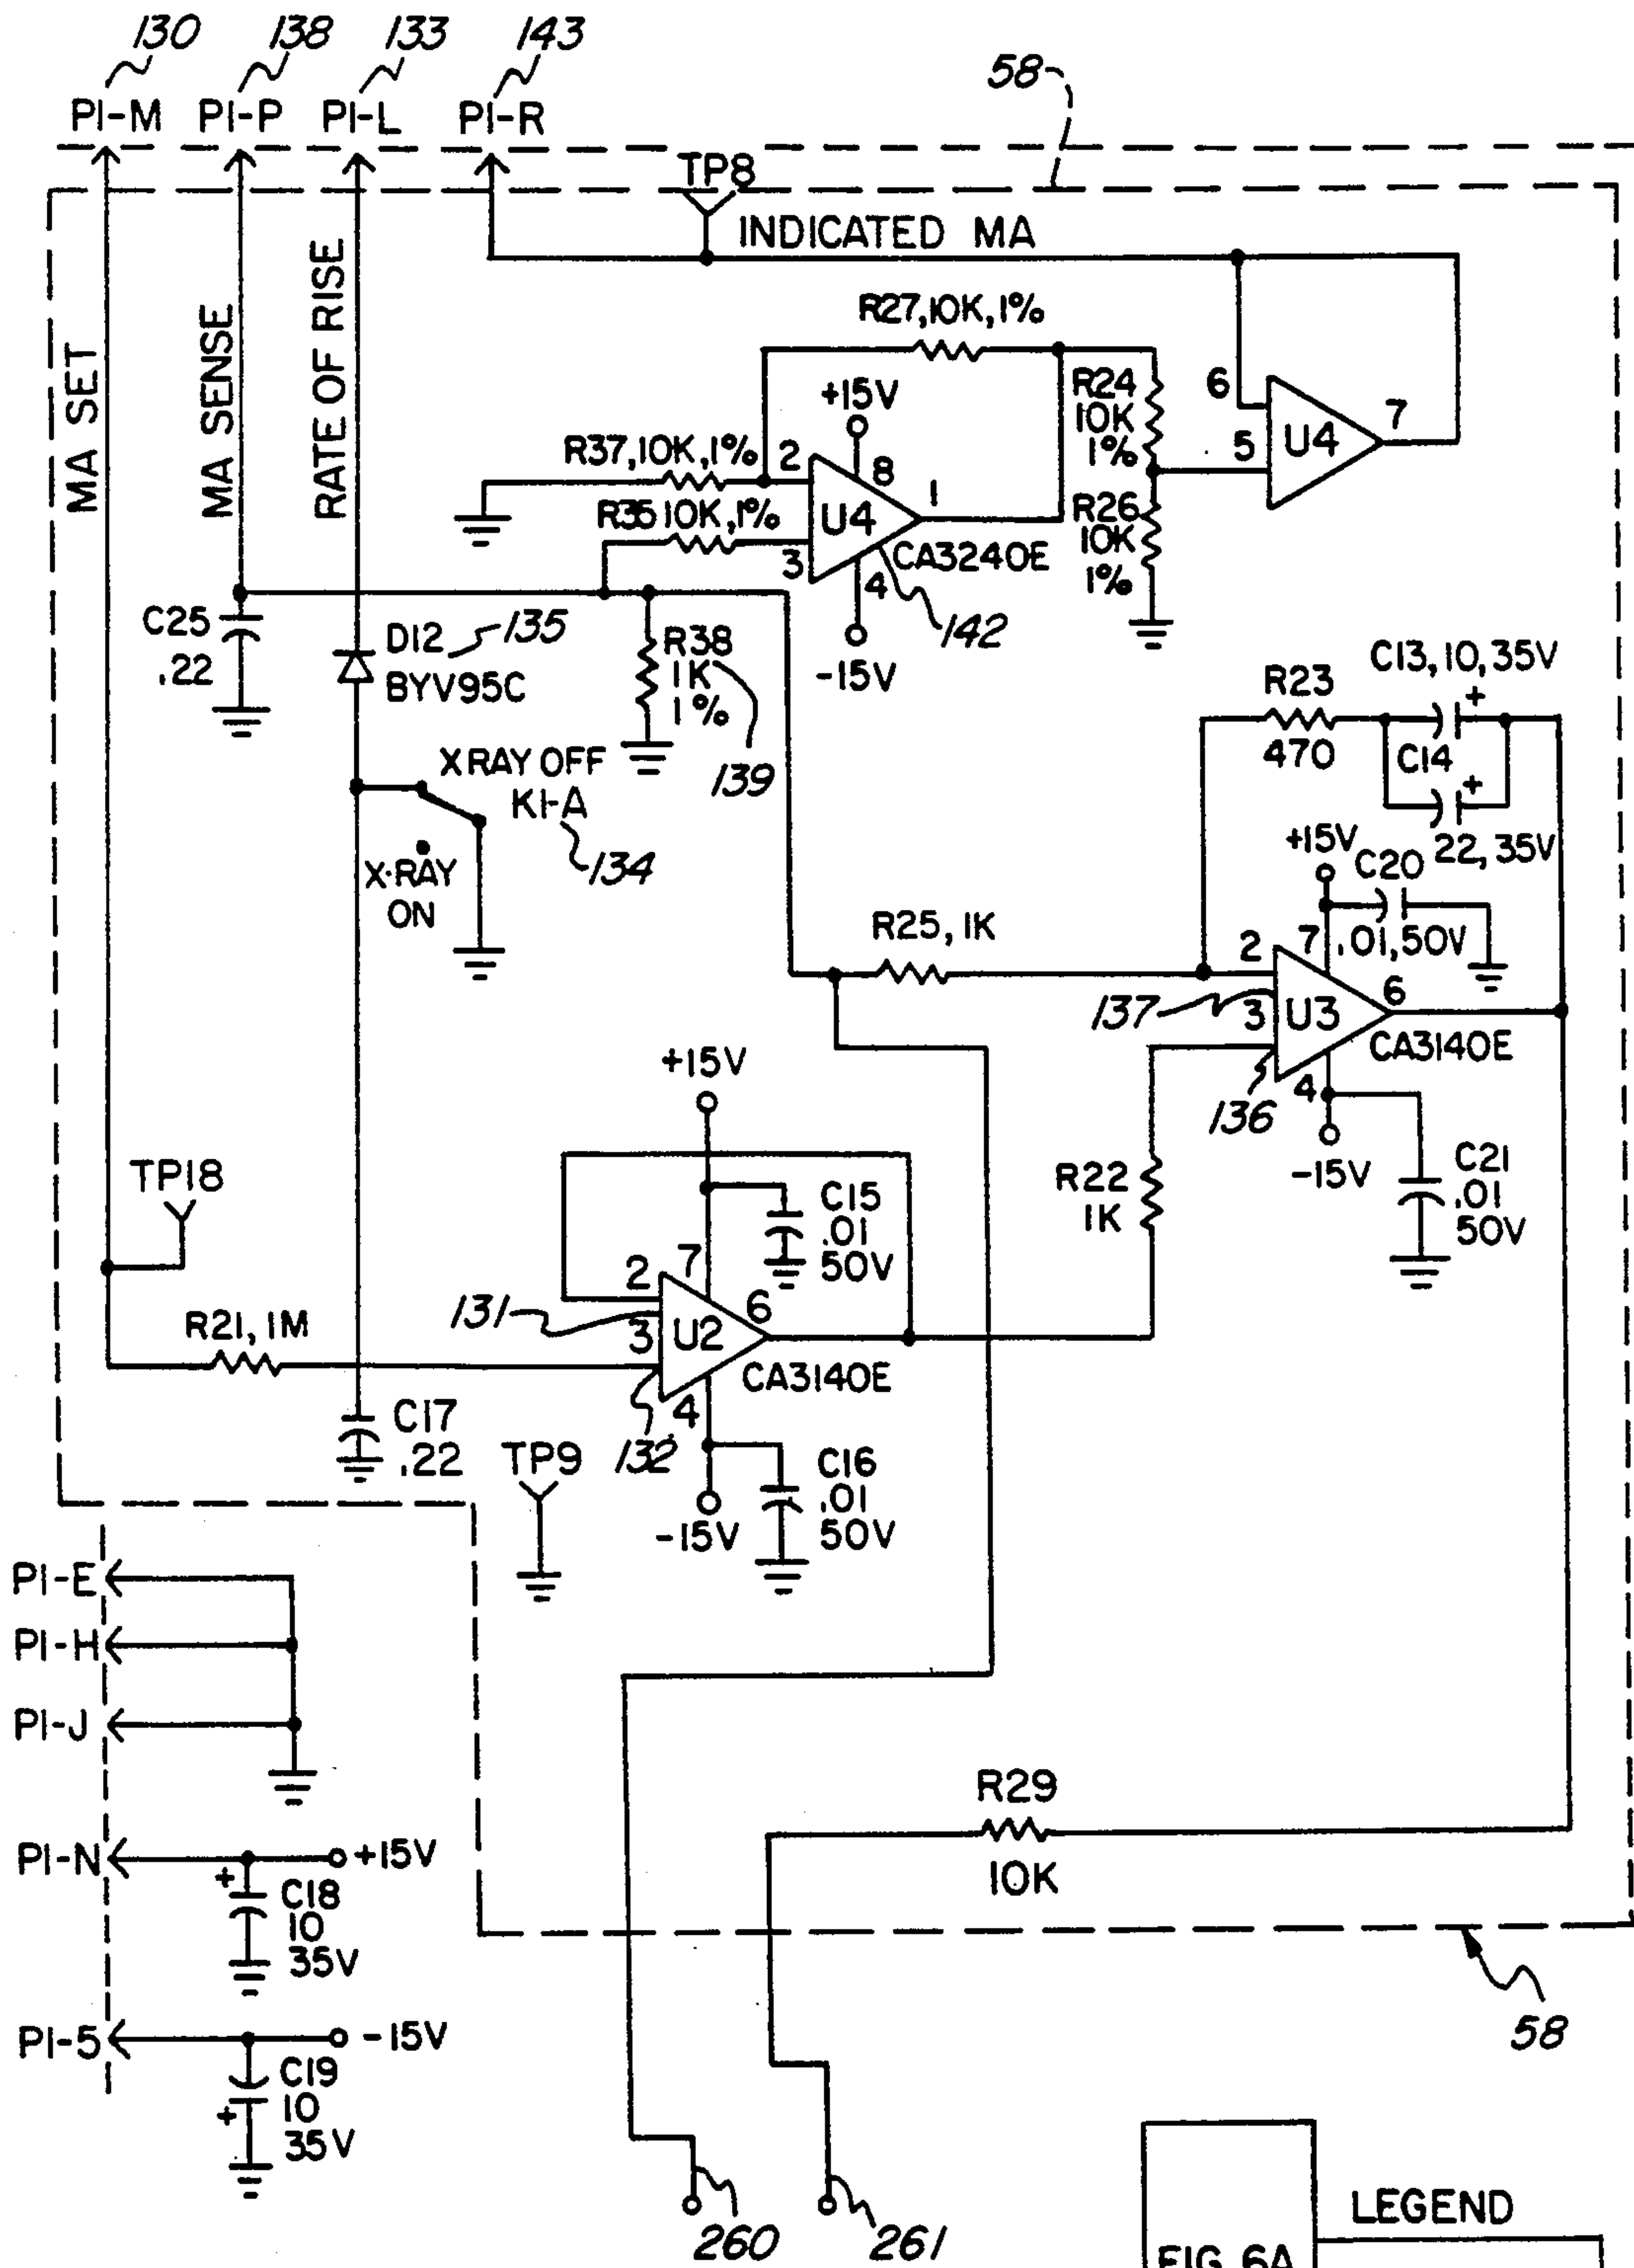 130 138 133 143
PI-M PI-P PI-L PI-R
58
TP8
INDICATED MA
MA SET
MA SENSE
RATE OF RISE
R27,10K,1%
+15V
R24
10K
1%
6
5
U4
7
R37,10K,1%
2
8
1
R35 10K,1%
U4
3
4
CA3240E
R26
10K
1%
142
-15V
C25
.22
D12
BYV95C
135
R38
1K
1%
139
X RAY OFF
K1-A
134
X-RAY
ON
R23
470
C13,10,35V
+
C14
+
22,35V
+15V
C20
.01,50V
R25, 1K
2
7
137
3
U3
6
CA3140E
136
4
-15V
C21
.01
50V
R22
1K
+15V
TP18
C15
.01
50V
2
7
131
3
U2
6
R21, 1M
CA3140E
4
132
C17
.22
TP9
-15V
C16
.01
50V
PI-E
PI-H
PI-J
PI-N
+15V
+
C18
10
35V
PI-5
-15V
C19
+
10
35V
R29
10K
58
260
261
LEGEND
FIG. 6A